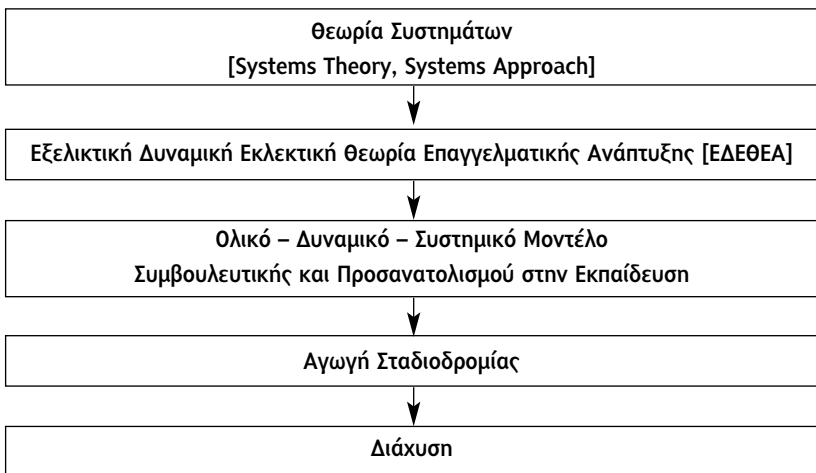 Θεωρία Συστημάτων
[Systems Theory, Systems Approach]
Εξελικτική Δυναμική Εκλεκτική Θεωρία Επαγγελματικής Ανάπτυξης [ΕΔΕΘΕΑ]
Ολικό – Δυναμικό – Συστημικό Μοντέλο
Συμβουλευτικής και Προσανατολισμού στην Εκπαίδευση
Αγωγή Σταδιοδρομίας
Διάχυση